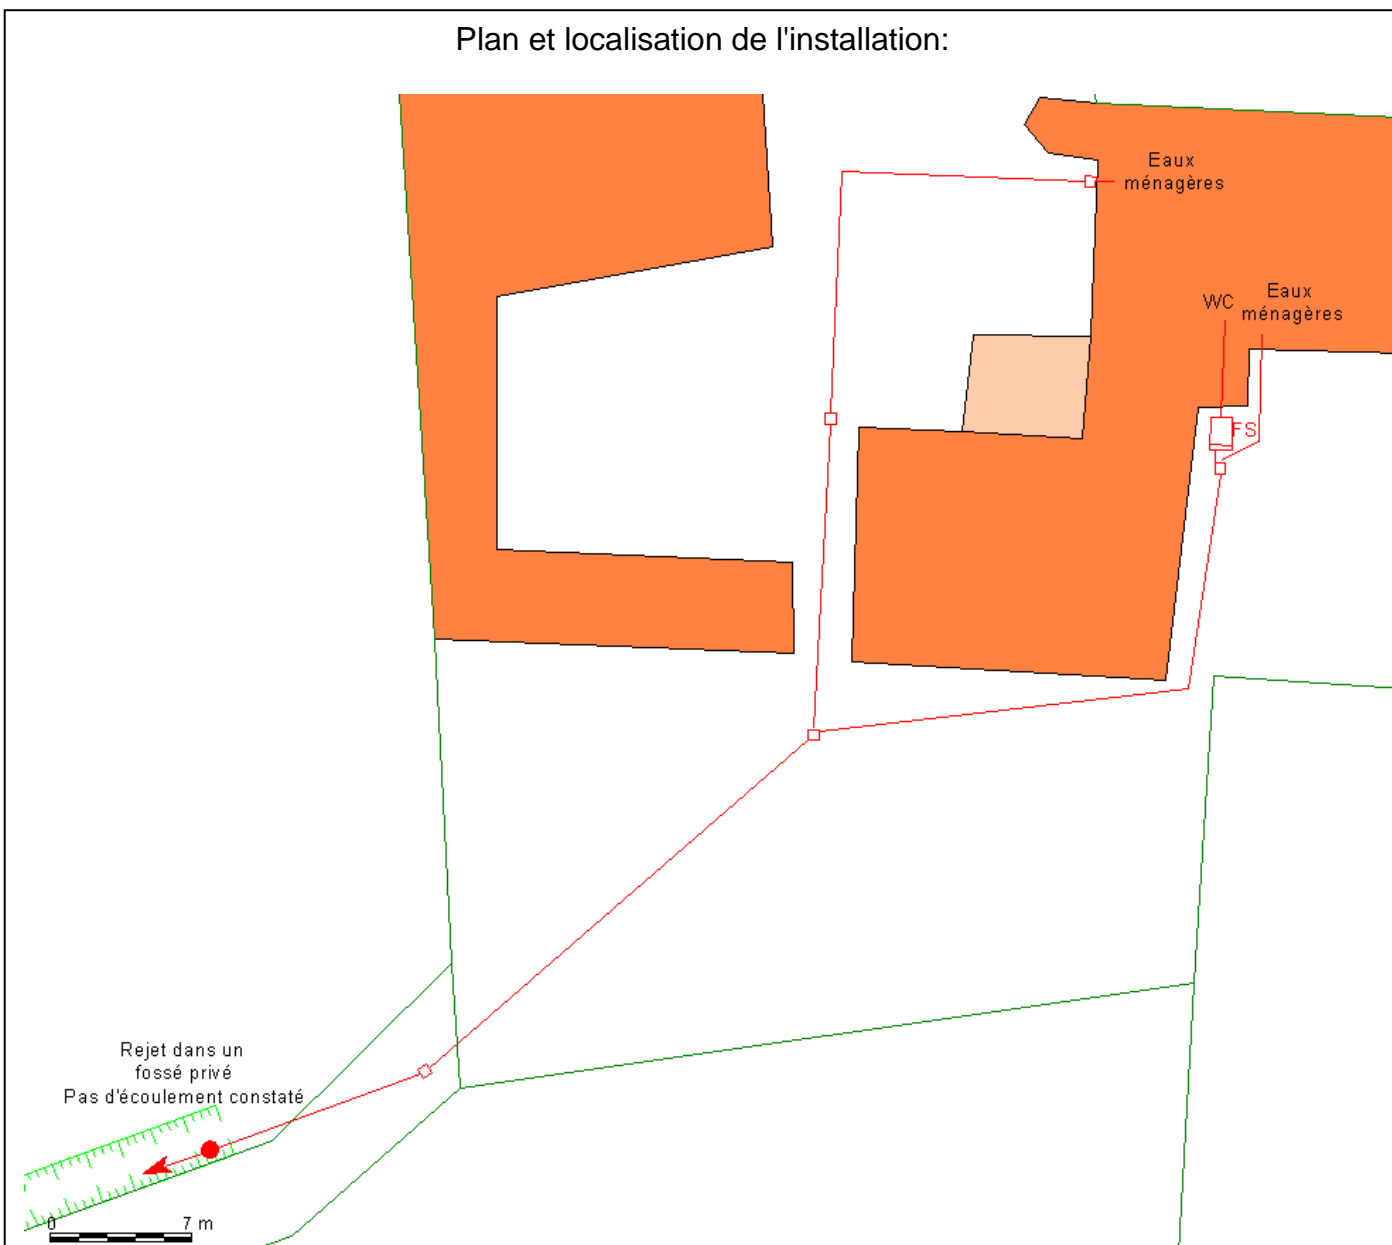 Plan et localisation de l'installation:
Eaux
ménagères
WC
Eaux
ménagères
FS
Rejet dans un
fossé privé
Pas d'écoulement constaté
0
7 m